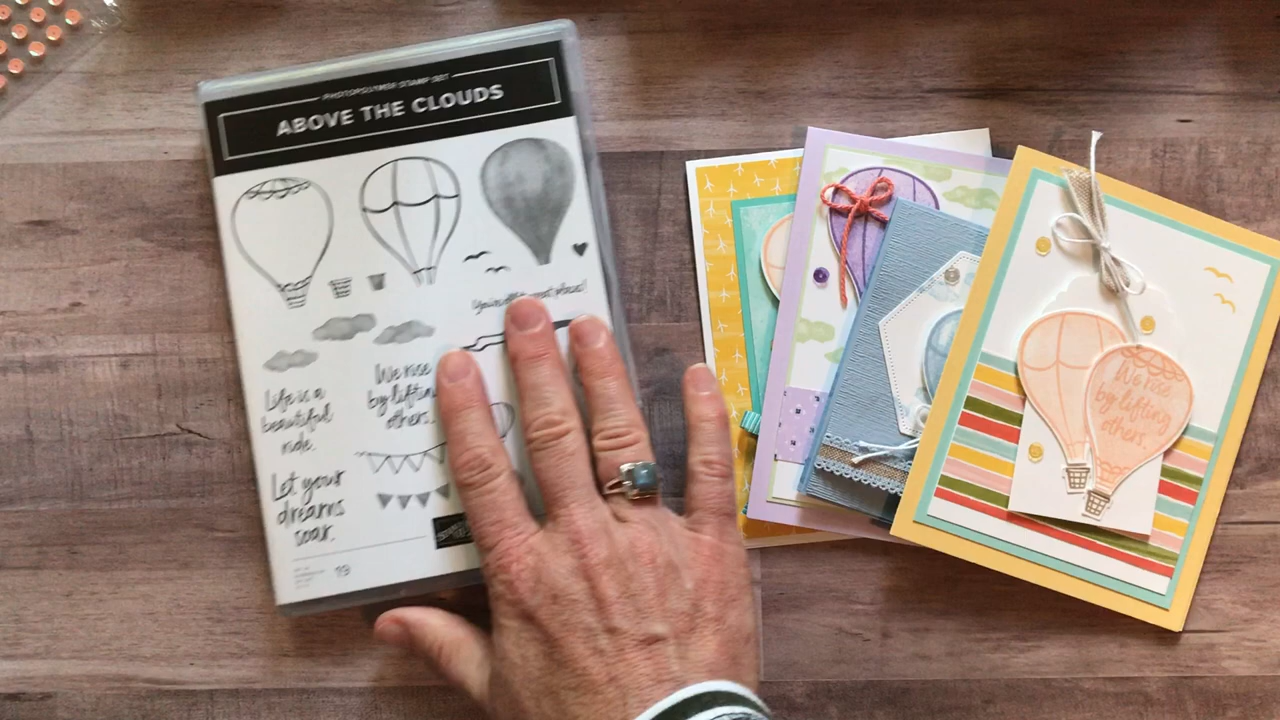 PHOTOPOLYMER STAMP SET
ABOVE THE CLOUDS
Life is a
beautiful
ride.
We rise
by lifting
others.
Let your
dreams
soar.
19
We rise
by lifting
others.